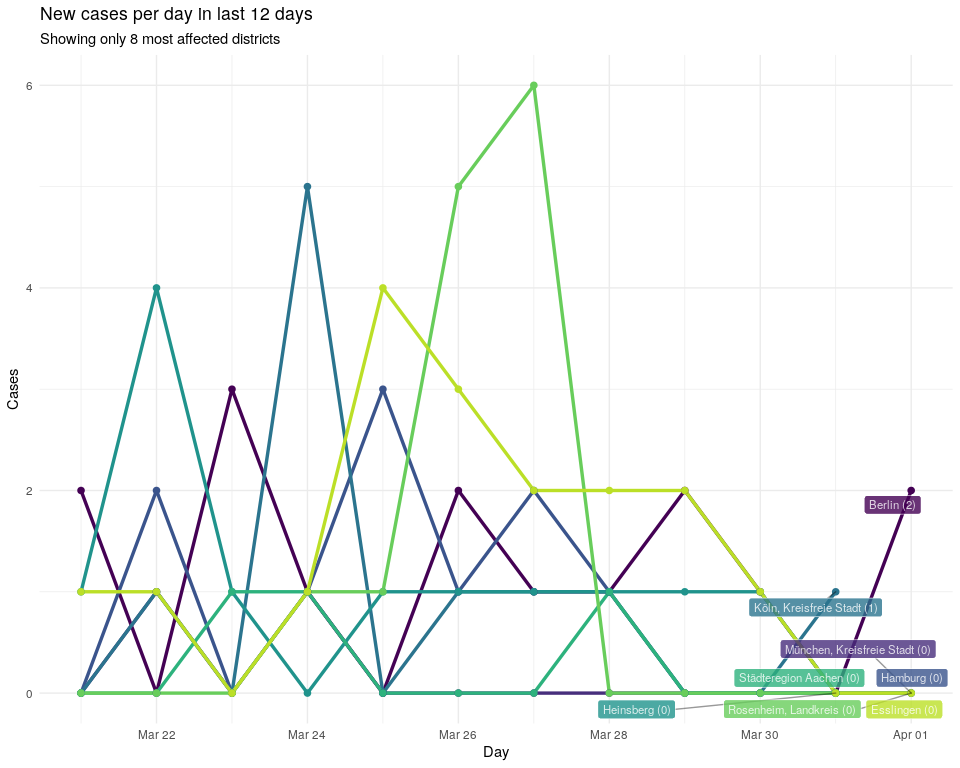 New cases per day in last 12 days
Showing only 8 most affected districts
6
4
2
0
Cases
Berlin (2)
Köln, Kreisfreie Stadt (1)
München, Kreisfreie Stadt (0)
Städteregion Aachen (0)
Hamburg (0)
Heinsberg (0)
Rosenheim, Landkreis (0)
Esslingen (0)
Mar 22
Mar 24
Mar 26
Mar 28
Mar 30
Apr 01
Day